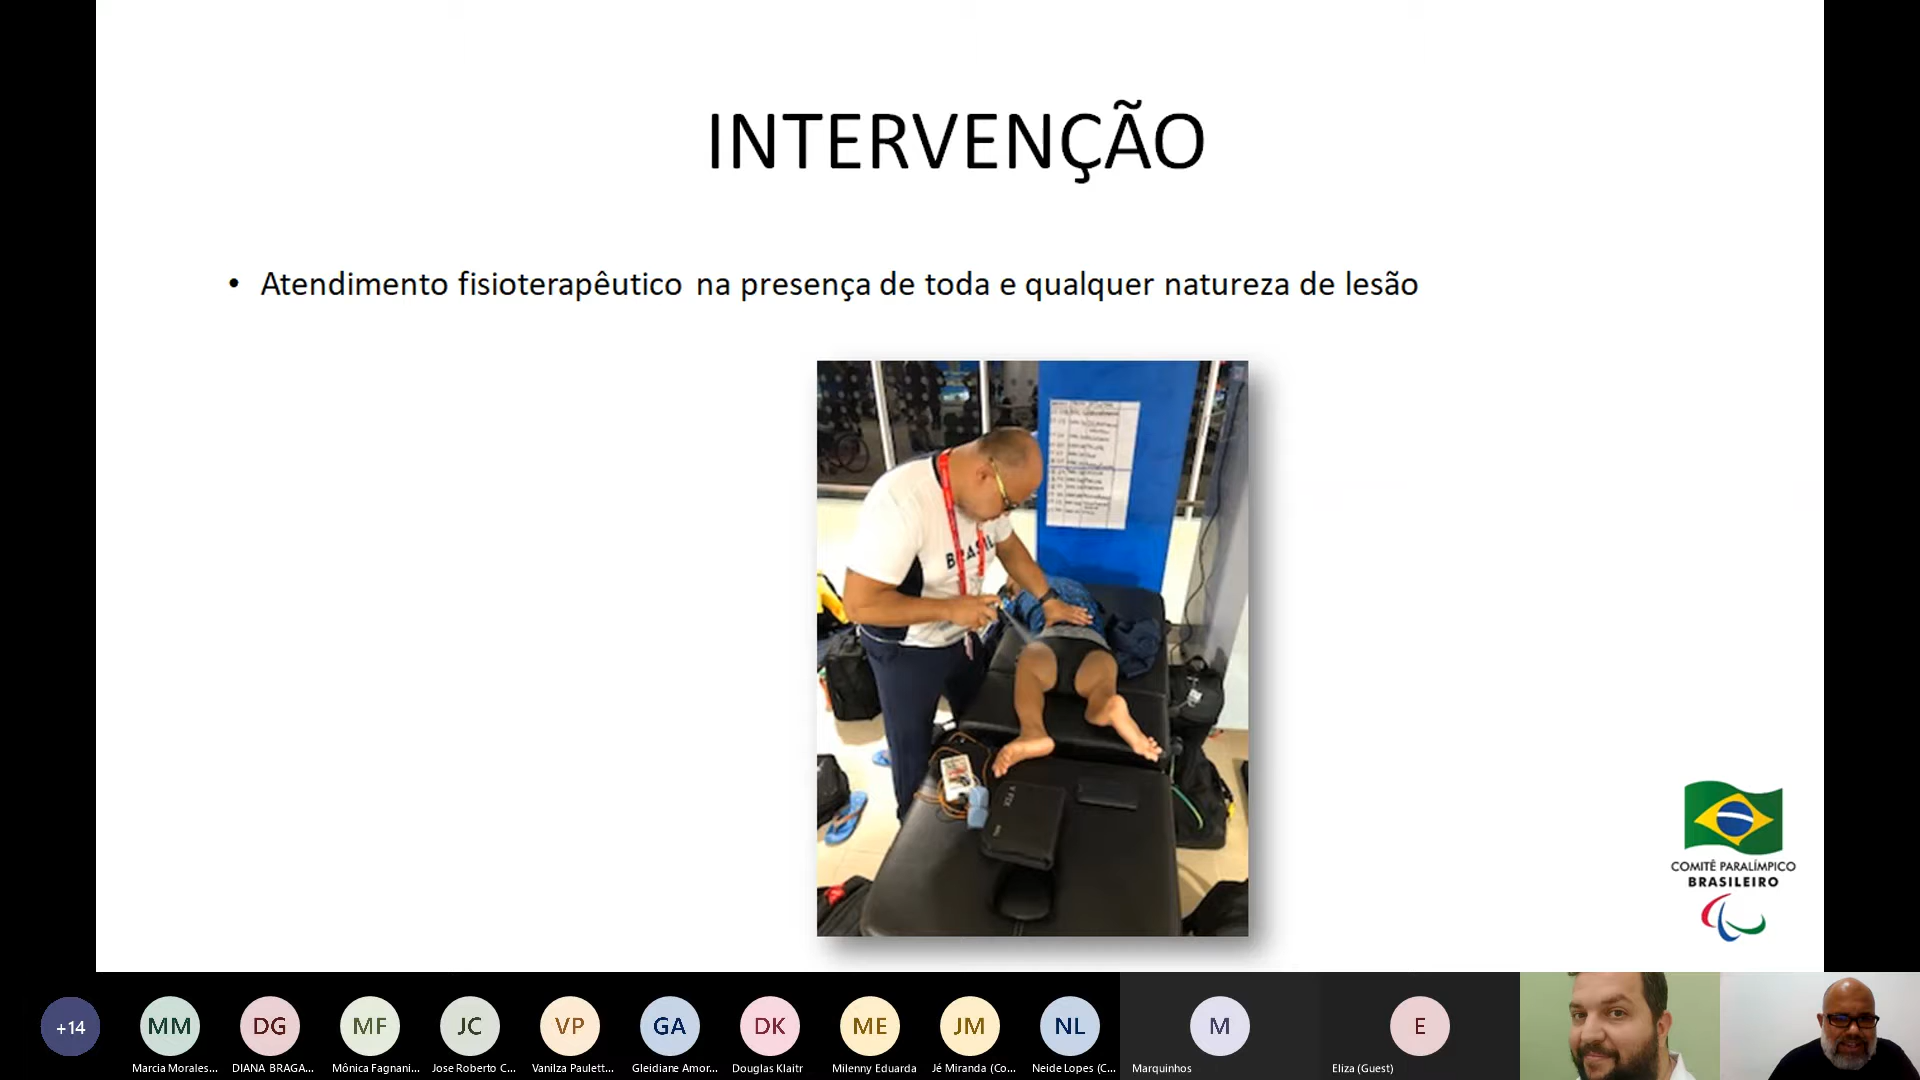 INTERVENÇÃO
• Atendimento fisioterapêutico na presença de toda e qualquer natureza de lesão
BRASIL
COMITÊ PARALÍMPICO
BRASILEIRO
+14
MM
DG
MF
JC
VP
GA
DK
ME
JM
NL
M
E
Marcia Morales...
DIANA BRAGA...
Mônica Fagnani...
Jose Roberto C...
Vanilza Paulett...
Gleidiane Amor...
Douglas Klaitr
Milenny Eduarda
Jé Miranda (Co...
Neide Lopes (C...
Marquinhos
Eliza (Guest)